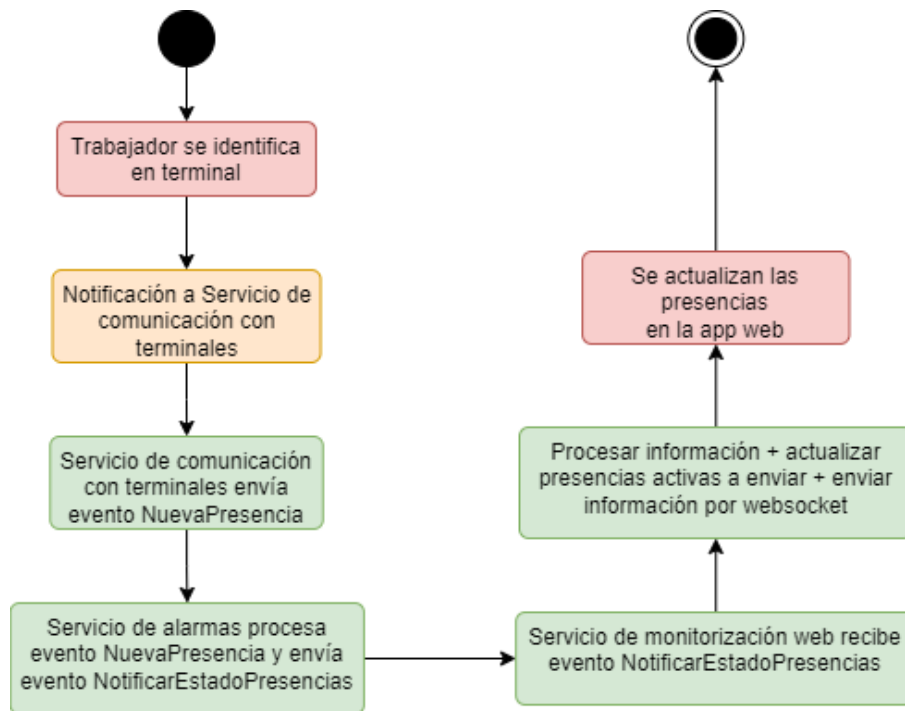 Trabajador se identifica
en terminal
Notificación a Servicio de
comunicación con
terminales
Servicio de comunicación
con terminales envía
evento NuevaPresencia
Servicio de alarmas procesa
evento NuevaPresencia y envía
evento NotificarEstadoPresencias
Servicio de monitorización web recibe
evento NotificarEstadoPresencias
Procesar información + actualizar
presencias activas a enviar + enviar
información por websocket
Se actualizan las
presencias
en la app web